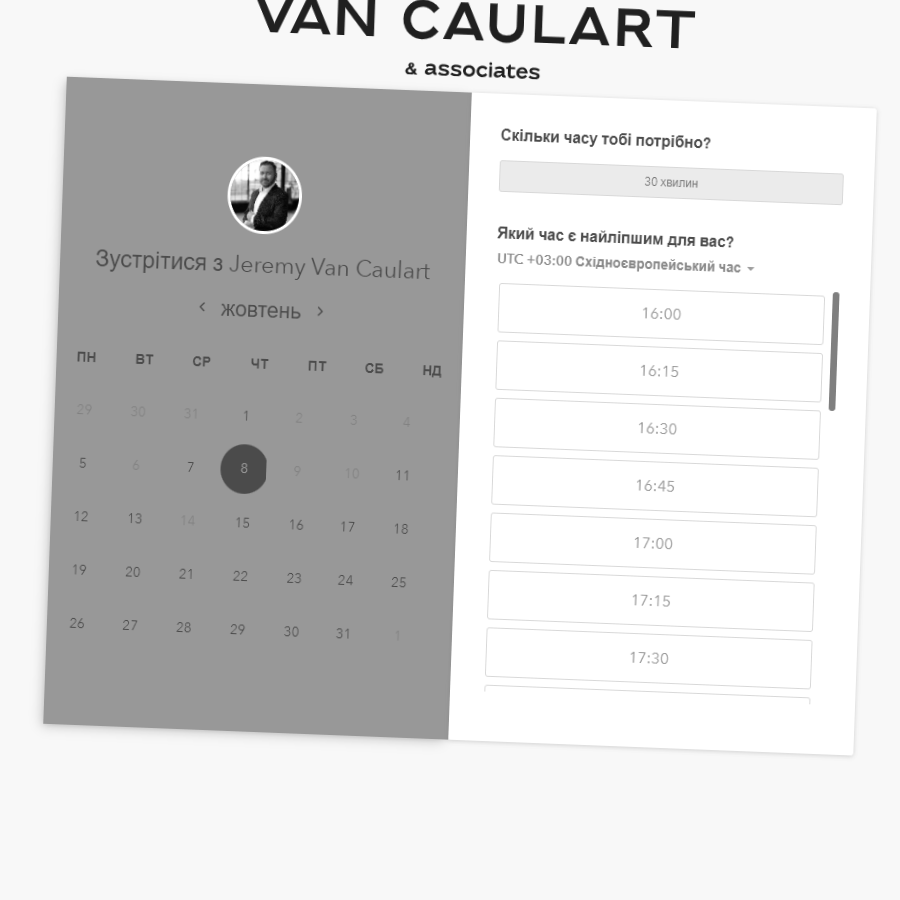 VAN CAULART
& associates
Зустрітися з Jeremy Van Caulart
жовтень
ПН ВТ СР ЧТ ПТ СБ НД
29 30 31 1 2 3 4
5 6 7 8 9 10 11
12 13 14 15 16 17 18
19 20 21 22 23 24 25
26 27 28 29 30 31 1
Скільки часу тобі потрібно?
30 хвилин
Який час є найліпшим для вас?
UTC +03:00 Східноєвропейський час
16:00
16:15
16:30
16:45
17:00
17:15
17:30